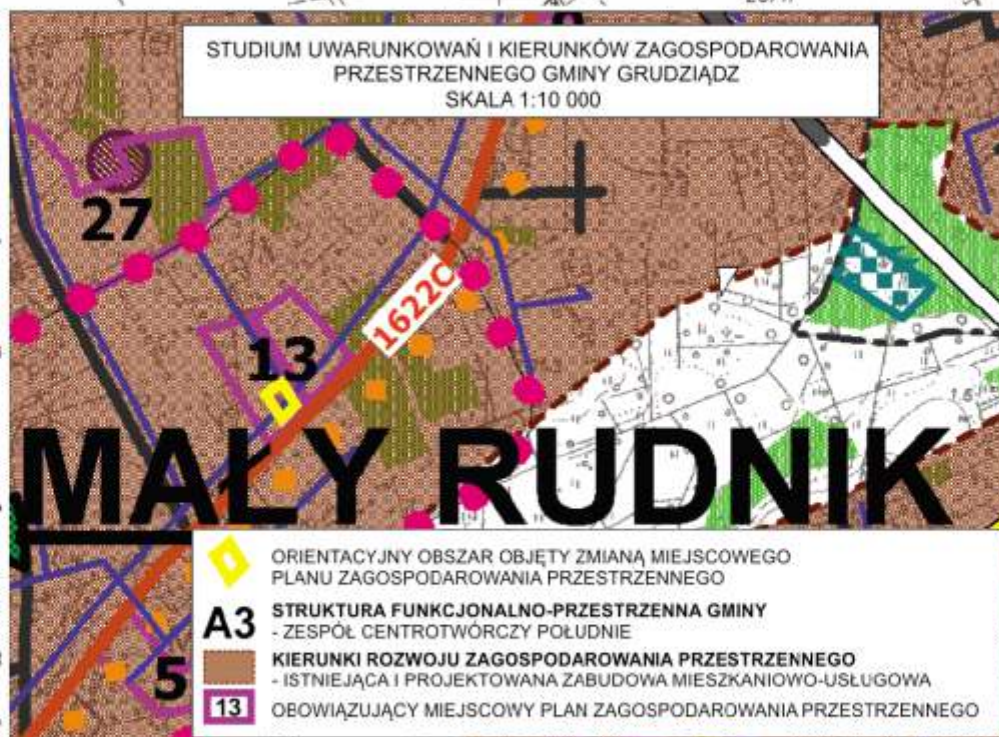 STUDIUM UWARUNKOWAŃ I KIERUNKÓW ZAGOSPODAROWANIA
PRZESTRZENNEGO GMINY GRUDZIĄDZ
SKALA 1:10 000
27
1622C
13
MAŁY RUDNIK
5
ORIENTACYJNY OBSZAR OBJĘTY ZMIANĄ MIEJSCOWEGO
PLANU ZAGOSPODAROWANIA PRZESTRZENNEGO
A3 STRUKTURA FUNKCJONALNO-PRZESTRZENNA GMINY
- ZESPÓŁ CENTROTWÓRCZY POŁUDNIE
KIERUNKI ROZWOJU ZAGOSPODAROWANIA PRZESTRZENNEGO
- ISTNIEJĄCA I PROJEKTOWANA ZABUDOWA MIESZKANIOWO-USŁUGOWA
13 OBOWIĄZUJĄCY MIEJSCOWY PLAN ZAGOSPODAROWANIA PRZESTRZENNEGO